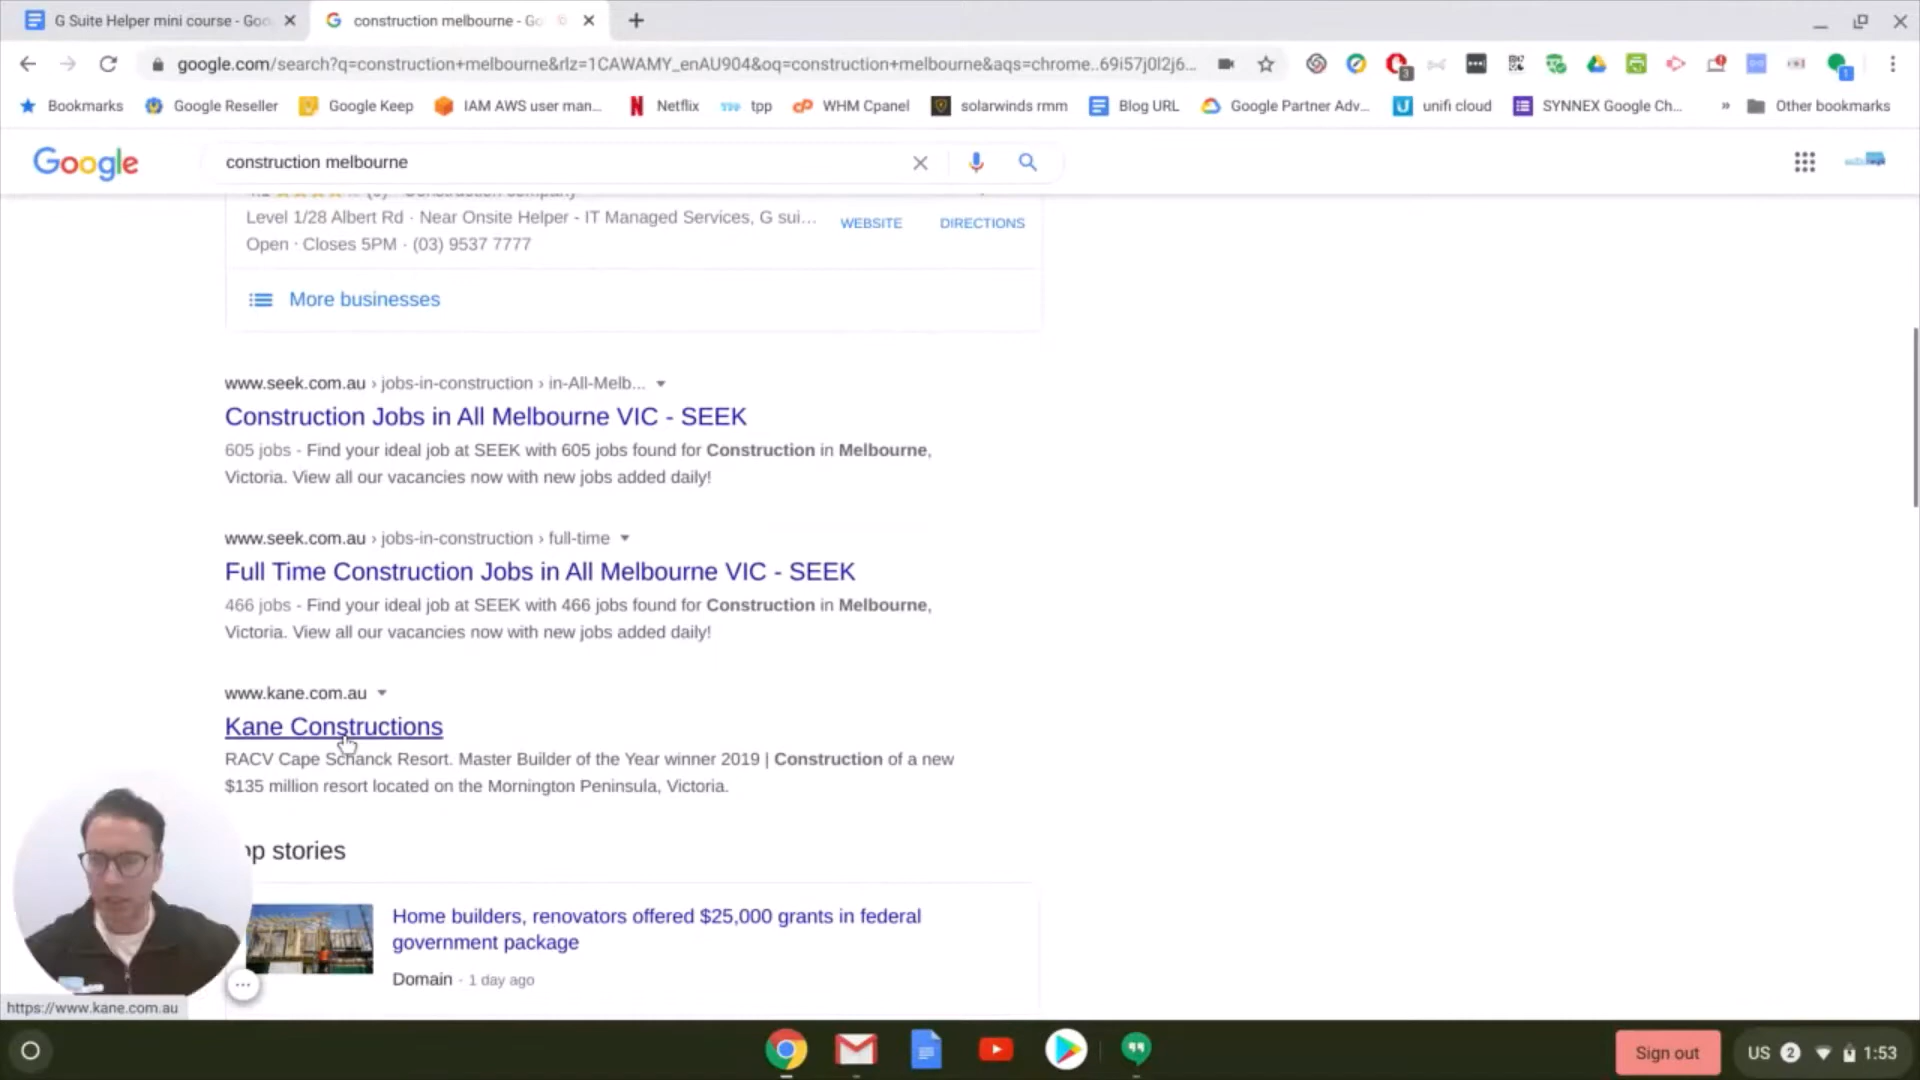 G Suite Helper mini course - Goo
construction melbourne - Go
google.com/search?q=construction+melbourne&rlz=1CAWAMY_enAU904&oq=construction+melbourne&aqs=chrome..69i57j0l2j6...
3
1
Bookmarks
Google Reseller
Google Keep
IAM AWS user man...
Netflix
tpp
WHM Cpanel
solarwinds rmm
Blog URL
Google Partner Adv...
unifi cloud
SYNNEX Google Ch...
»
Other bookmarks
Google
construction melbourne
Level 1/28 Albert Rd · Near Onsite Helper - IT Managed Services, G sui...
WEBSITE
DIRECTIONS
Open · Closes 5PM · (03) 9537 7777
More businesses
www.seek.com.au › jobs-in-construction › in-All-Melb...
Construction Jobs in All Melbourne VIC - SEEK
605 jobs - Find your ideal job at SEEK with 605 jobs found for Construction in Melbourne,
Victoria. View all our vacancies now with new jobs added daily!
www.seek.com.au › jobs-in-construction › full-time
Full Time Construction Jobs in All Melbourne VIC - SEEK
466 jobs - Find your ideal job at SEEK with 466 jobs found for Construction in Melbourne,
Victoria. View all our vacancies now with new jobs added daily!
www.kane.com.au
Kane Constructions
RACV Cape Schanck Resort. Master Builder of the Year winner 2019 | Construction of a new
$135 million resort located on the Mornington Peninsula, Victoria.
op stories
Home builders, renovators offered $25,000 grants in federal
government package
Domain - 1 day ago
https://www.kane.com.au
Sign out
US 2 1:53